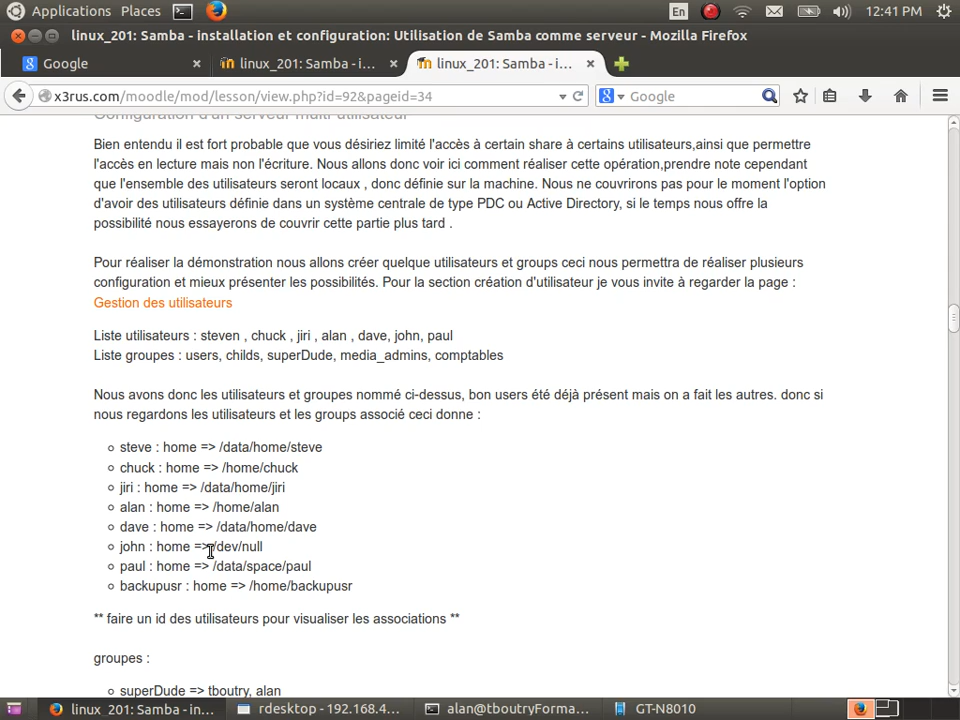 Applications Places En 12:41 PM
linux_201: Samba - installation et configuration: Utilisation de Samba comme serveur - Mozilla Firefox
Google linux_201: Samba - i... linux_201: Samba - i...
x3rus.com/moodle/mod/lesson/view.php?id=92&pageid=34 Google
Configuration d'un serveur multi utilisateur
Bien entendu il est fort probable que vous désiriez limité l'accès à certain share à certains utilisateurs,ainsi que permettre
l'accès en lecture mais non l'écriture. Nous allons donc voir ici comment réaliser cette opération,prendre note cependant
que l'ensemble des utilisateurs seront locaux , donc définie sur la machine. Nous ne couvrirons pas pour le moment l'option
d'avoir des utilisateurs définie dans un système centrale de type PDC ou Active Directory, si le temps nous offre la
possibilité nous essayerons de couvrir cette partie plus tard .
Pour réaliser la démonstration nous allons créer quelque utilisateurs et groupes ceci nous permettra de réaliser plusieurs
configuration et mieux présenter les possibilités. Pour la section création d'utilisateur je vous invite à regarder la page :
Gestion des utilisateurs
Liste utilisateurs : steven , chuck , jiri , alan , dave, john, paul
Liste groupes : users, childs, superDude, media_admins, comptables
Nous avons donc les utilisateurs et groupes nommé ci-dessus, bon users été déjà présent mais on a fait les autres. donc si
nous regardons les utilisateurs et les groups associé ceci donne :
steve : home => /data/home/steve
chuck : home => /home/chuck
jiri : home => /data/home/jiri
alan : home => /home/alan
dave : home => /data/home/dave
john : home => /dev/null
paul : home => /data/space/paul
backupusr : home => /home/backupusr
** faire un id des utilisateurs pour visualiser les associations **
groupes :
superDude => tboutry, alan
linux_201: Samba - in... rdesktop - 192.168.4... alan@tboutryForma... GT-N8010